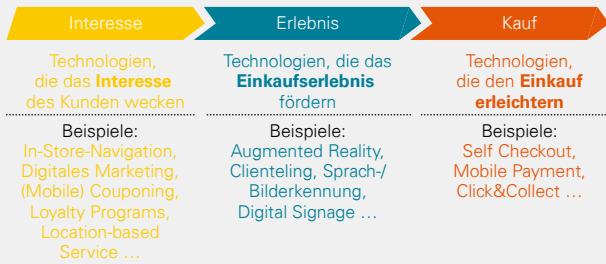 Interesse
Erlebnis
Kauf
Technologien,
die das Interesse
des Kunden wecken
Beispiele:
In-Store-Navigation,
Digitales Marketing,
(Mobile) Couponing,
Loyalty Programs,
Location-based
Service …
Technologien, die das
Einkaufserlebnis
fördern
Beispiele:
Augmented Reality,
Clienteling, Sprach-/
Bilderkennung,
Digital Signage …
Technologien,
die den Einkauf
erleichtern
Beispiele:
Self Checkout,
Mobile Payment,
Click&Collect …